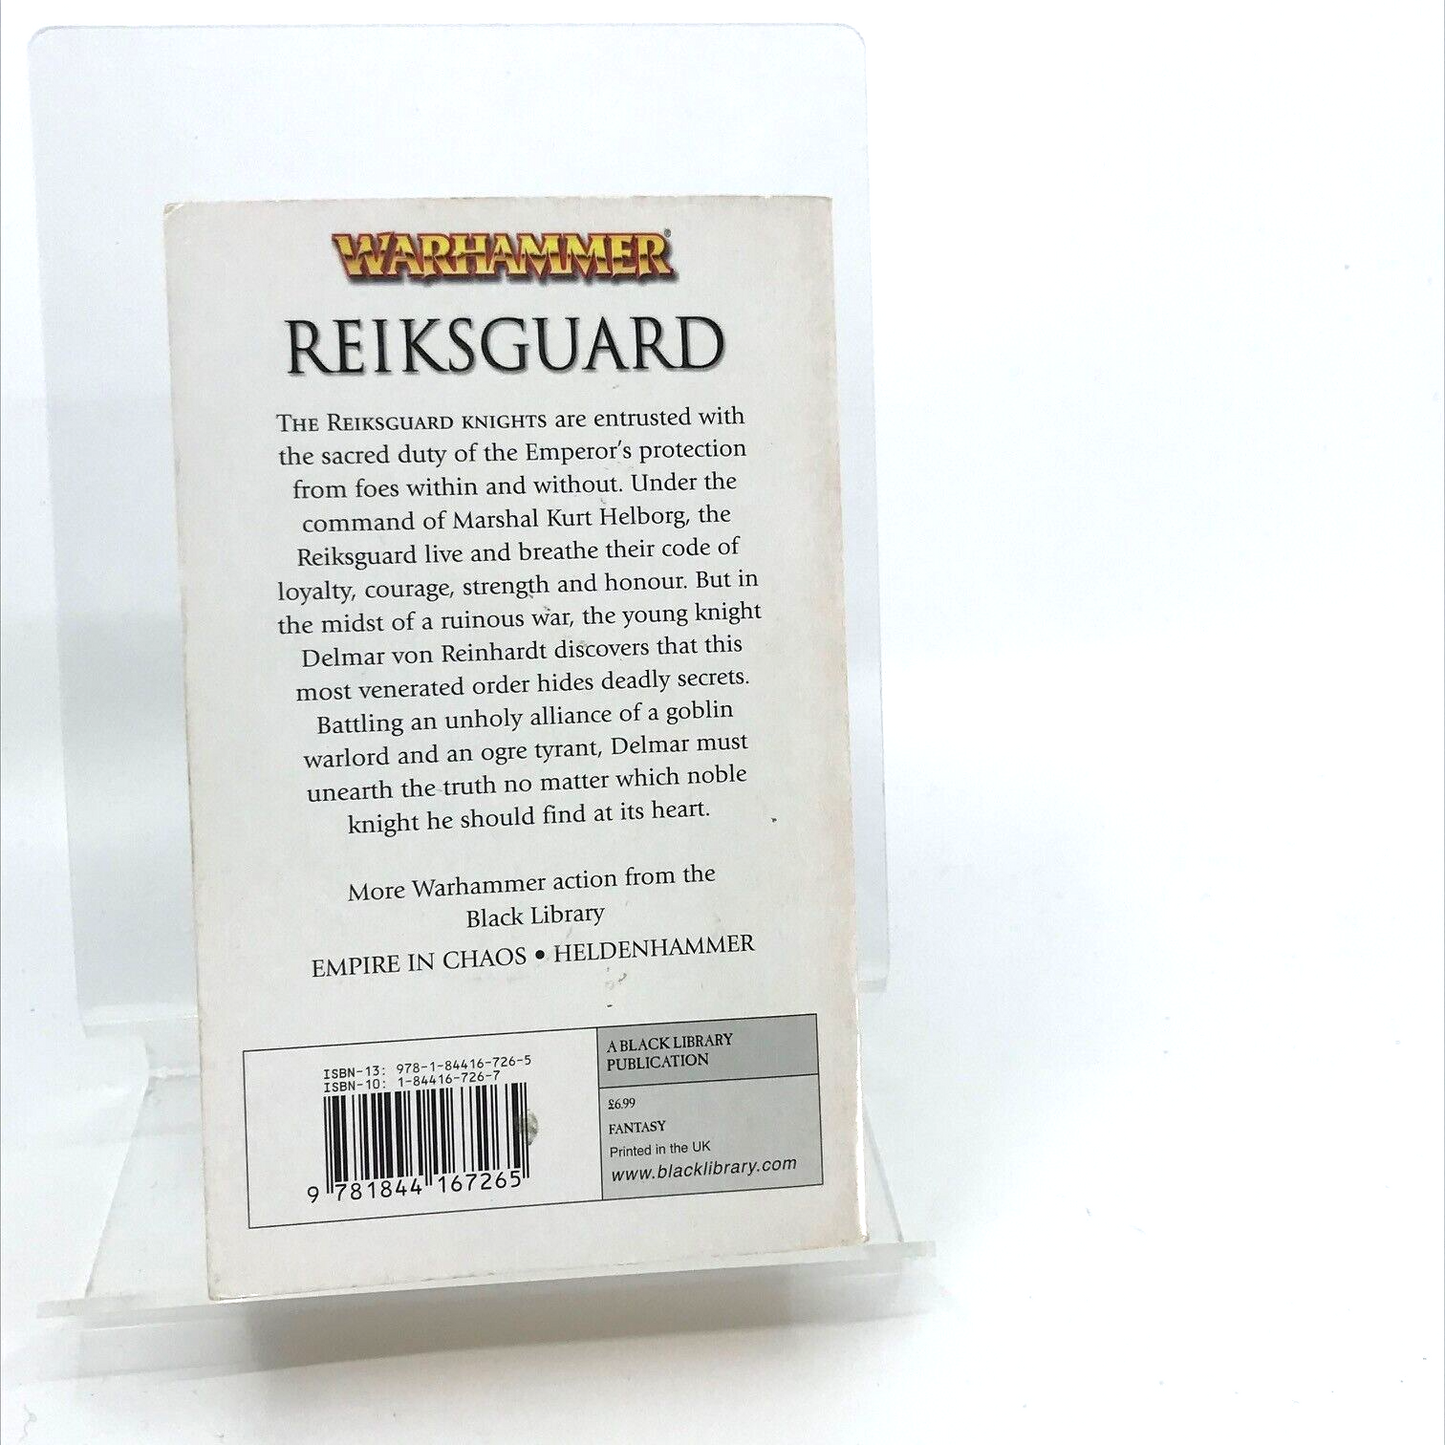 WARHAMMER®
REIKSGUARD
THE REIKSGUARD KNIGHTS are entrusted with
the sacred duty of the Emperor's protection
from foes within and without. Under the
command of Marshal Kurt Helborg, the
Reiksguard live and breathe their code of
loyalty, courage, strength and honour. But in
the midst of a ruinous war, the young knight
Delmar von Reinhardt discovers that this
most venerated order hides deadly secrets.
Battling an unholy alliance of a goblin
warlord and an ogre tyrant, Delmar must
unearth the truth no matter which noble
knight he should find at its heart.
More Warhammer action from the
Black Library
EMPIRE IN CHAOS • HELDENHAMMER
ISBN-13: 978-1-84416-726-5
ISBN-10: 1-84416-726-7
9 781844 167265
A BLACK LIBRARY
PUBLICATION
£6.99
FANTASY
Printed in the UK
www.blacklibrary.com